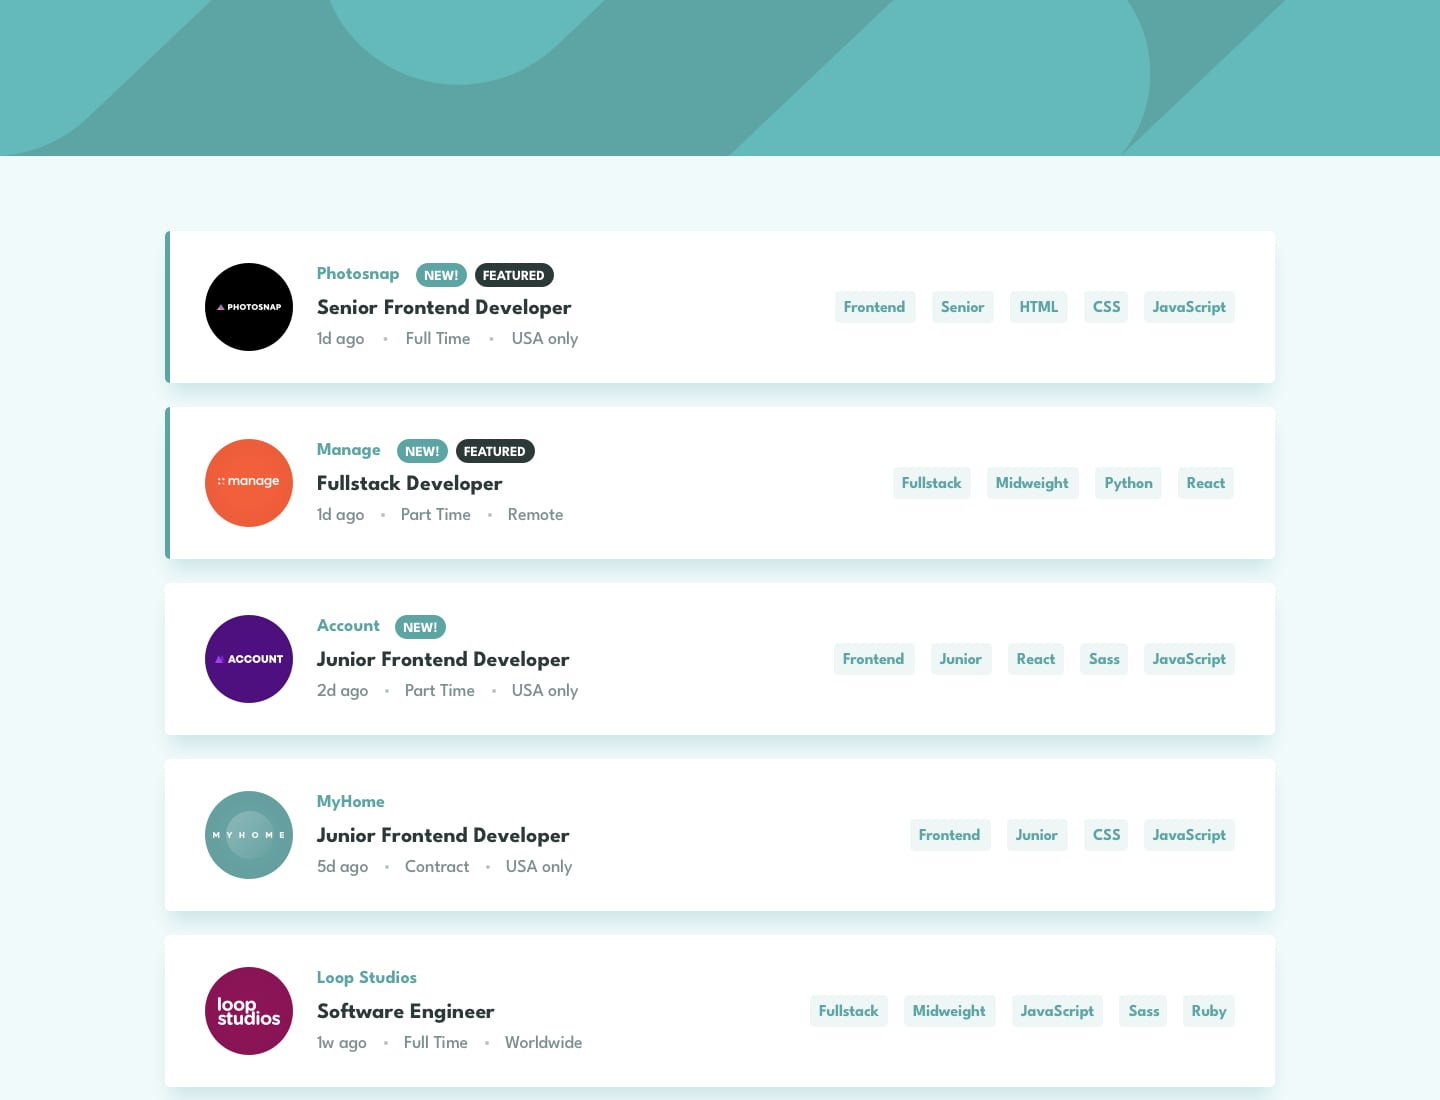 PHOTOSNAP
Photosnap NEW! FEATURED
Senior Frontend Developer
1d ago • Full Time • USA only
Frontend Senior HTML CSS JavaScript
manage
Manage NEW! FEATURED
Fullstack Developer
1d ago • Part Time • Remote
Fullstack Midweight Python React
ACCOUNT
Account NEW!
Junior Frontend Developer
2d ago • Part Time • USA only
Frontend Junior React Sass JavaScript
MYHOME
MyHome
Junior Frontend Developer
5d ago • Contract • USA only
Frontend Junior CSS JavaScript
loop
studios
Loop Studios
Software Engineer
1w ago • Full Time • Worldwide
Fullstack Midweight JavaScript Sass Ruby